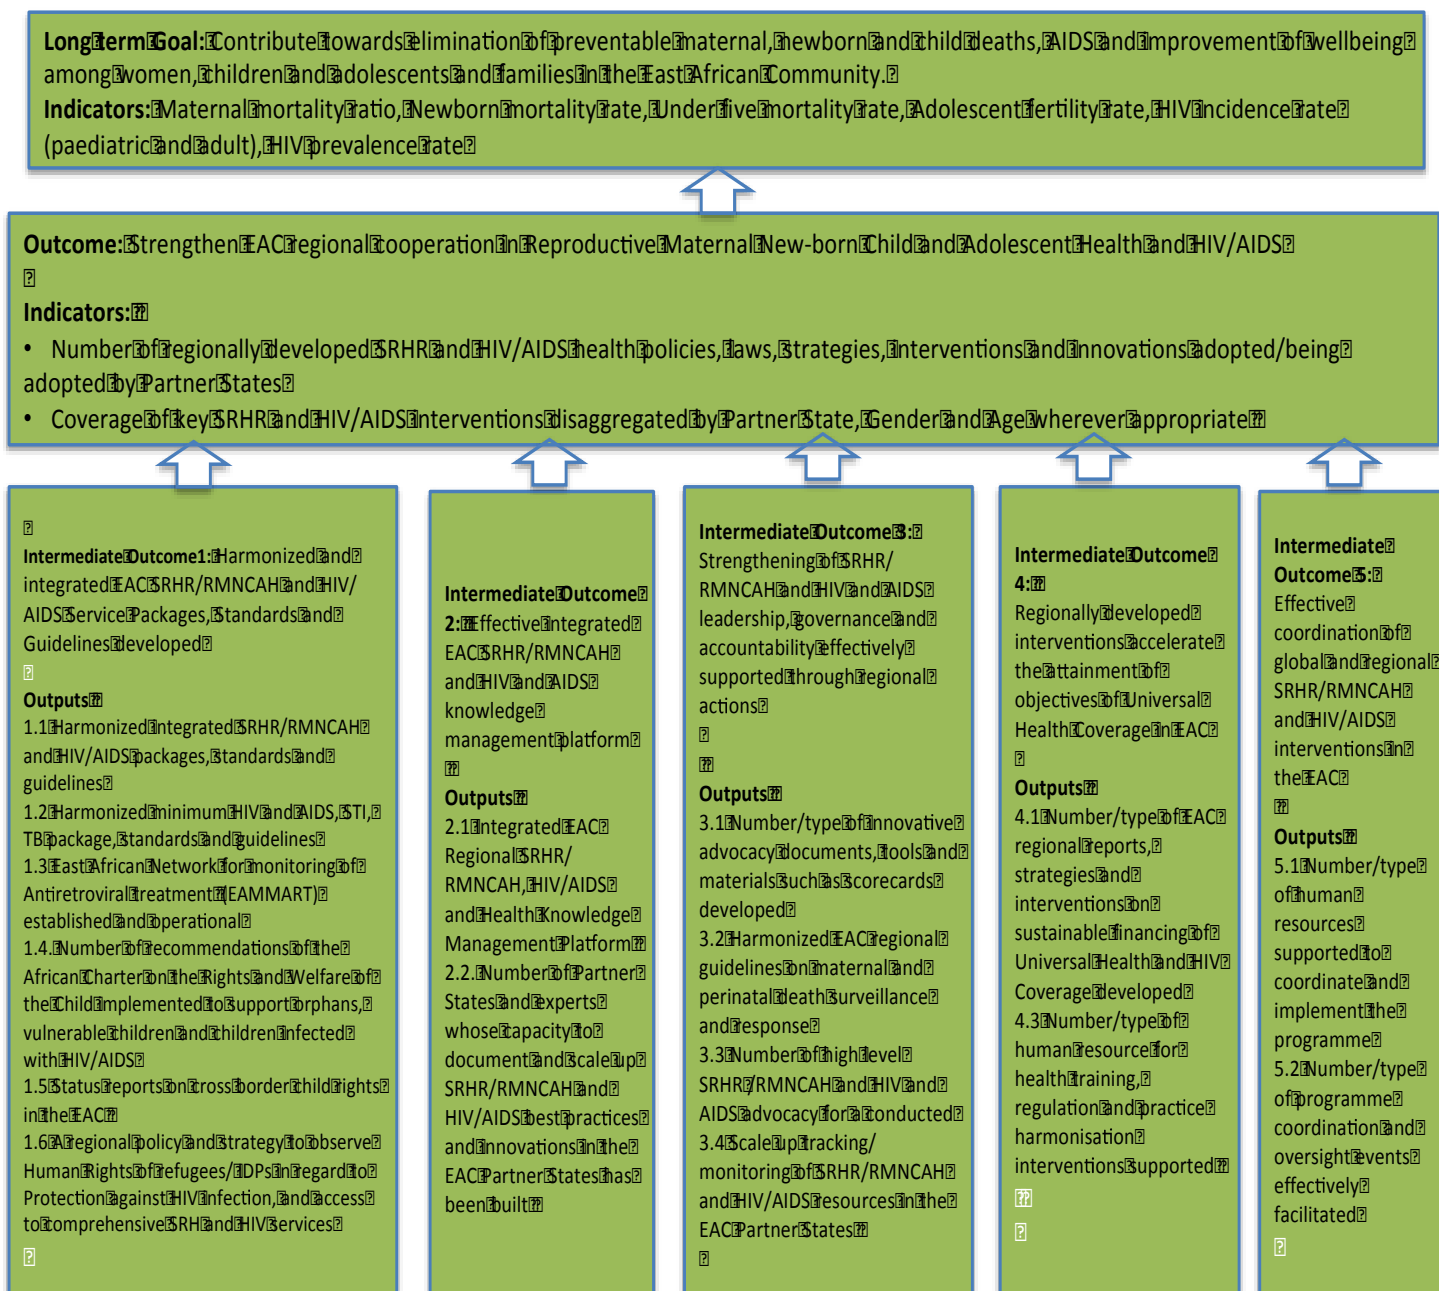 Long term Goal: Contribute towards elimination of preventable maternal, newborn and child deaths, AIDS and improvement of wellbeing
among women, children and adolescents and families in the East African Community.
Indicators: Maternal mortality ratio, Newborn mortality rate, Under five mortality rate, Adolescent fertility rate, HIV incidence rate
(paediatric and adult), HIV prevalence rate
Outcome: Strengthen EAC regional cooperation in Reproductive Maternal New-born Child and Adolescent Health and HIV/AIDS
Indicators:
• Number of regionally developed SRHR and HIV/AIDS health policies, laws, strategies, interventions and innovations adopted/being
adopted by Partner States
• Coverage of key SRHR and HIV/AIDS interventions disaggregated by Partner State, Gender and Age wherever appropriate
Intermediate Outcome1: Harmonized and
integrated EAC SRHR/RMNCAH and HIV/
AIDS Service Packages, Standards and
Guidelines developed
Outputs
1.1 Harmonized integrated SRHR/RMNCAH
and HIV/AIDS packages, standards and
guidelines
1.2 Harmonized minimum HIV and AIDS, STI,
TB package, standards and guidelines
1.3 East African Network for monitoring of
Antiretroviral treatment (EAMMART)
established and operational
1.4. Number of recommendations of the
African Charter on the Rights and Welfare of
the Child implemented to support orphans,
vulnerable children and children infected
with HIV/AIDS
1.5 Status reports on cross border child rights
in the EAC
1.6 A regional policy and strategy to observe
Human Rights of refugees/ IDPs in regard to
Protection against HIV infection, and access
to comprehensive SRH and HIV services
Intermediate Outcome
2: Effective integrated
EAC SRHR/RMNCAH
and HIV and AIDS
knowledge
management platform
Outputs
2.1 Integrated EAC
Regional SRHR/
RMNCAH, HIV/AIDS
and Health Knowledge
Management Platform
2.2. Number of Partner
States and experts
whose capacity to
document and scale up
SRHR/RMNCAH and
HIV/AIDS best practices
and innovations in the
EAC Partner States has
been built
Intermediate Outcome 3:
Strengthening of SRHR/
RMNCAH and HIV and AIDS
leadership, governance and
accountability effectively
supported through regional
actions
Outputs
3.1 Number/type of innovative
advocacy documents, tools and
materials such as scorecards
developed
3.2 Harmonized EAC regional
guidelines on maternal and
perinatal death surveillance
and response
3.3 Number of high level
SRHR /RMNCAH and HIV and
AIDS advocacy for a conducted
3.4 Scale up tracking/
monitoring of SRHR/RMNCAH
and HIV/AIDS resources in the
EAC Partner States
Intermediate Outcome
4:
Regionally developed
interventions accelerate
the attainment of
objectives of Universal
Health Coverage in EAC
Outputs
4.1 Number/type of EAC
regional reports,
strategies and
interventions on
sustainable financing of
Universal Health and HIV
Coverage developed
4.3 Number/type of
human resource for
health training,
regulation and practice
harmonisation
interventions supported
Intermediate
Outcome 5:
Effective
coordination of
global and regional
SRHR/RMNCAH
and HIV/AIDS
interventions in
the EAC
Outputs
5.1 Number/type
of human
resources
supported to
coordinate and
implement the
programme
5.2 Number/type
of programme
coordination and
oversight events
effectively
facilitated